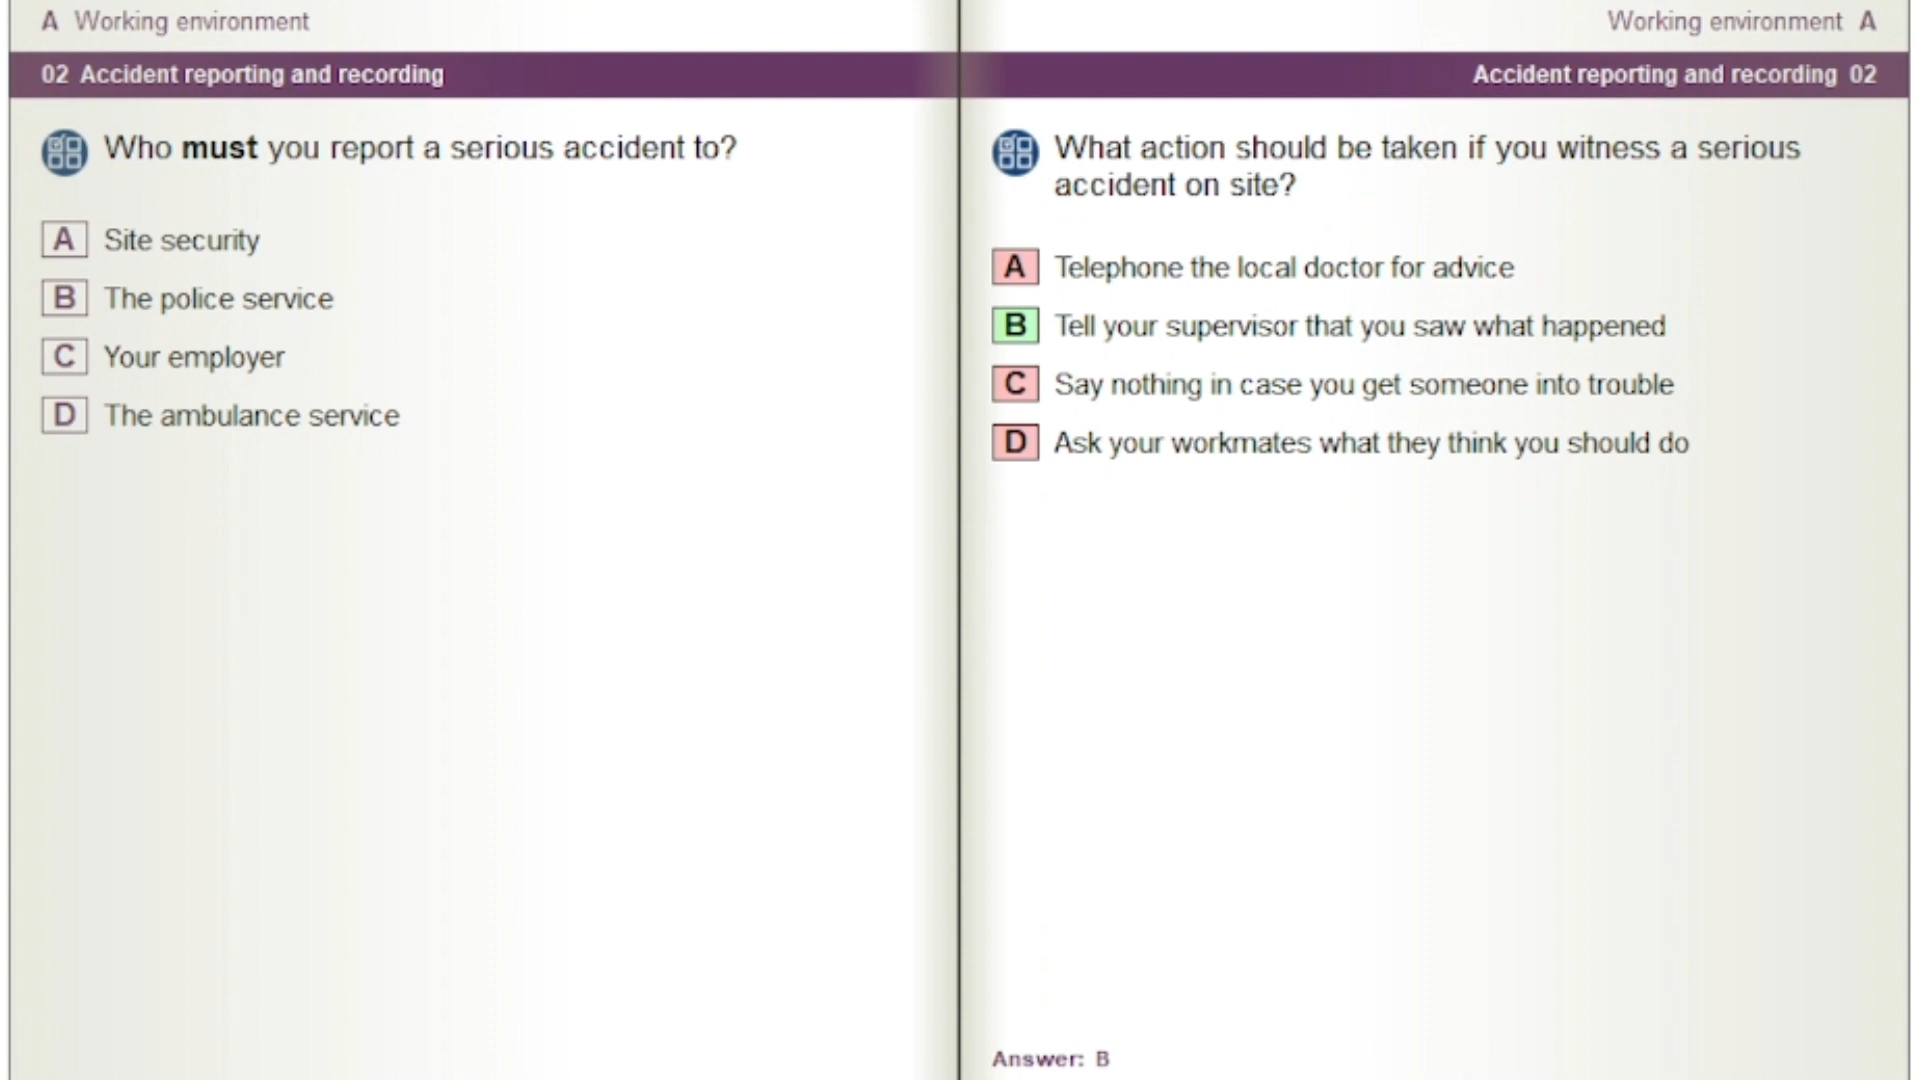 A Working environment
02 Accident reporting and recording
Who must you report a serious accident to?
A Site security
B The police service
C Your employer
D The ambulance service
Working environment A
Accident reporting and recording 02
What action should be taken if you witness a serious
accident on site?
A Telephone the local doctor for advice
B Tell your supervisor that you saw what happened
C Say nothing in case you get someone into trouble
D Ask your workmates what they think you should do
Answer: B